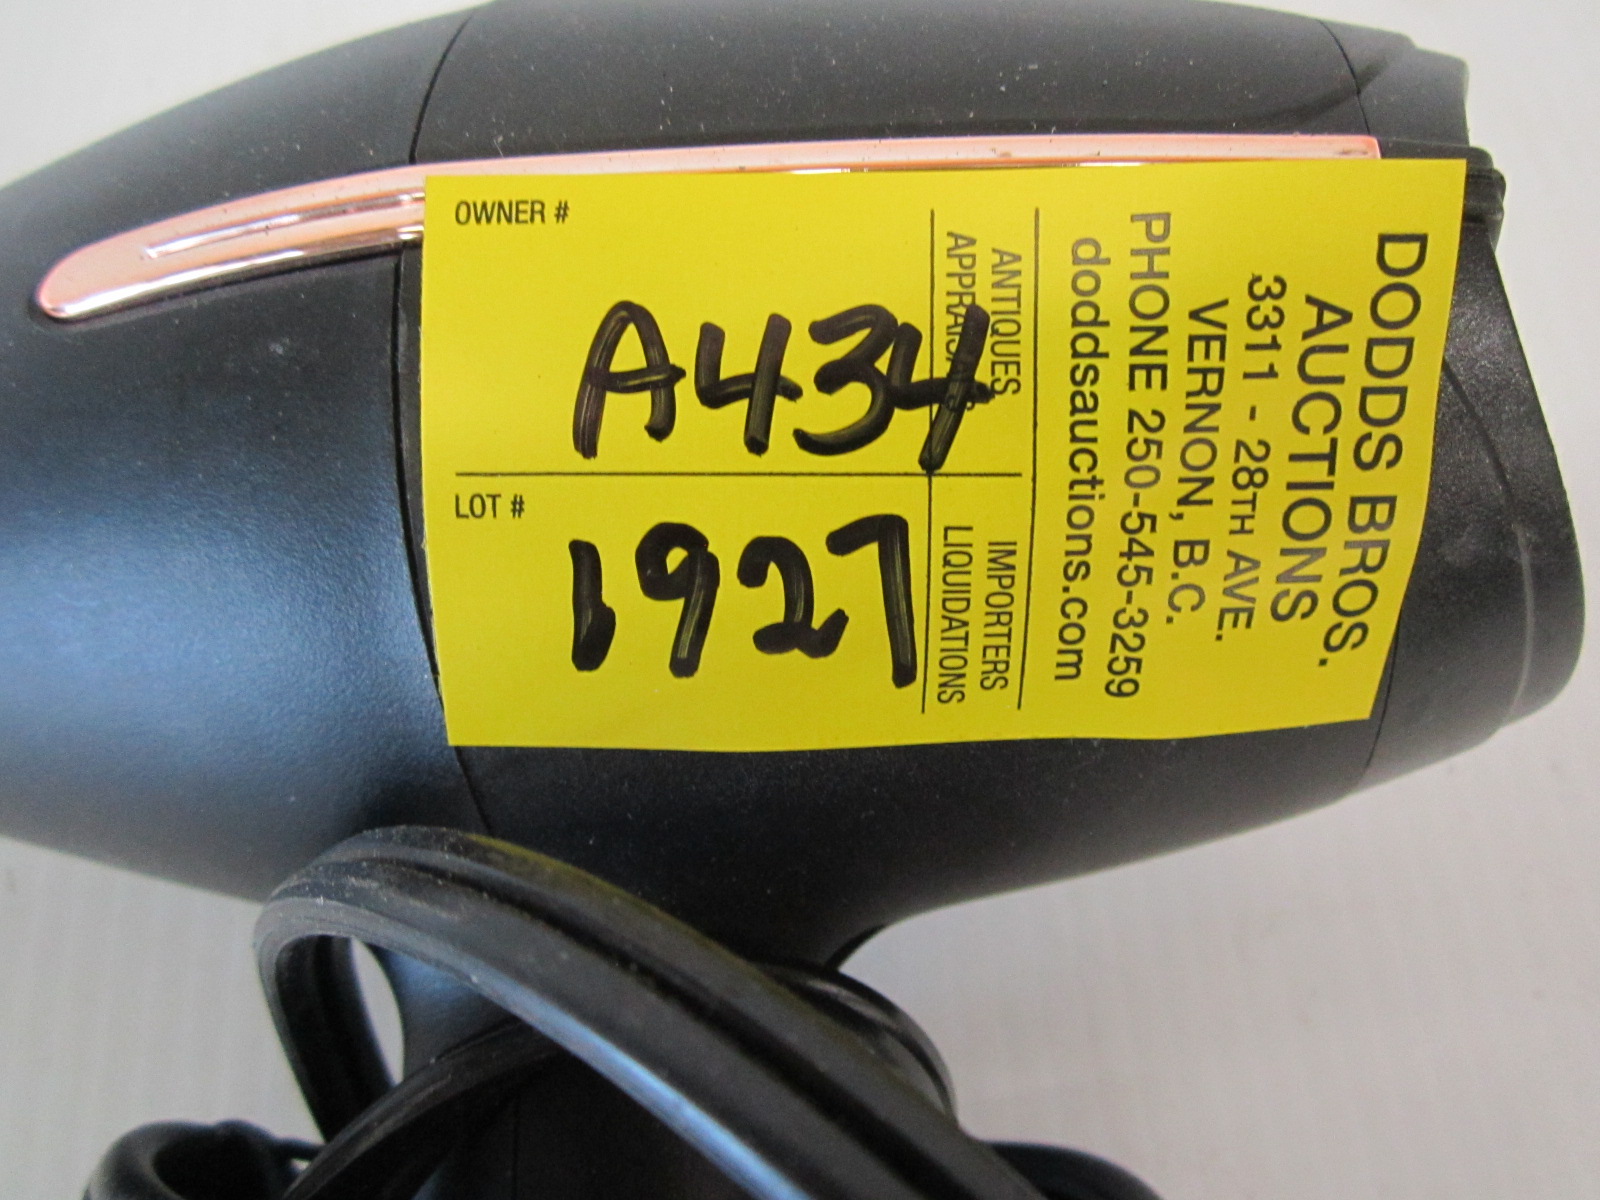 OWNER #
A434
LOT #
1927
ANTIQUES
APPRAISALS
IMPORTERS
LIQUIDATIONS
DODDS BROS.
AUCTIONS
3311 - 28TH AVE.
VERNON, B.C.
PHONE 250-545-3259
doddsauctions.com